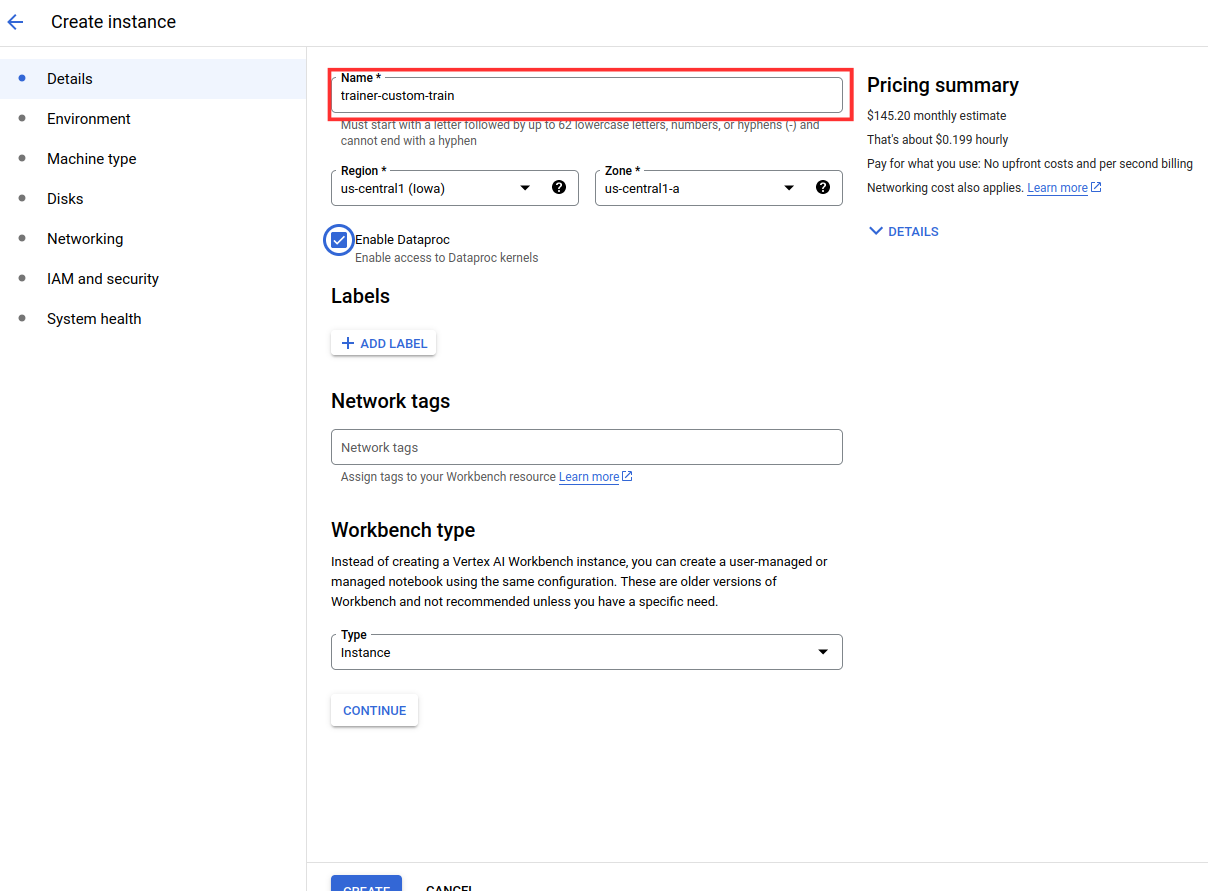 Create instance
Details
Environment
Machine type
Disks
Networking
IAM and security
System health
Name *
trainer-custom-train
Must start with a letter followed by up to 62 lowercase letters, numbers, or hyphens (-) and
cannot end with a hyphen
Region *
us-central1 (Iowa)
Zone *
us-central1-a
Enable Dataproc
Enable access to Dataproc kernels
Labels
ADD LABEL
Network tags
Network tags
Assign tags to your Workbench resource Learn more
Workbench type
Instead of creating a Vertex AI Workbench instance, you can create a user-managed or
managed notebook using the same configuration. These are older versions of
Workbench and not recommended unless you have a specific need.
Type
Instance
CONTINUE
CREATE
CANCEL
Pricing summary
$145.20 monthly estimate
That's about $0.199 hourly
Pay for what you use: No upfront costs and per second billing
Networking cost also applies. Learn more
DETAILS